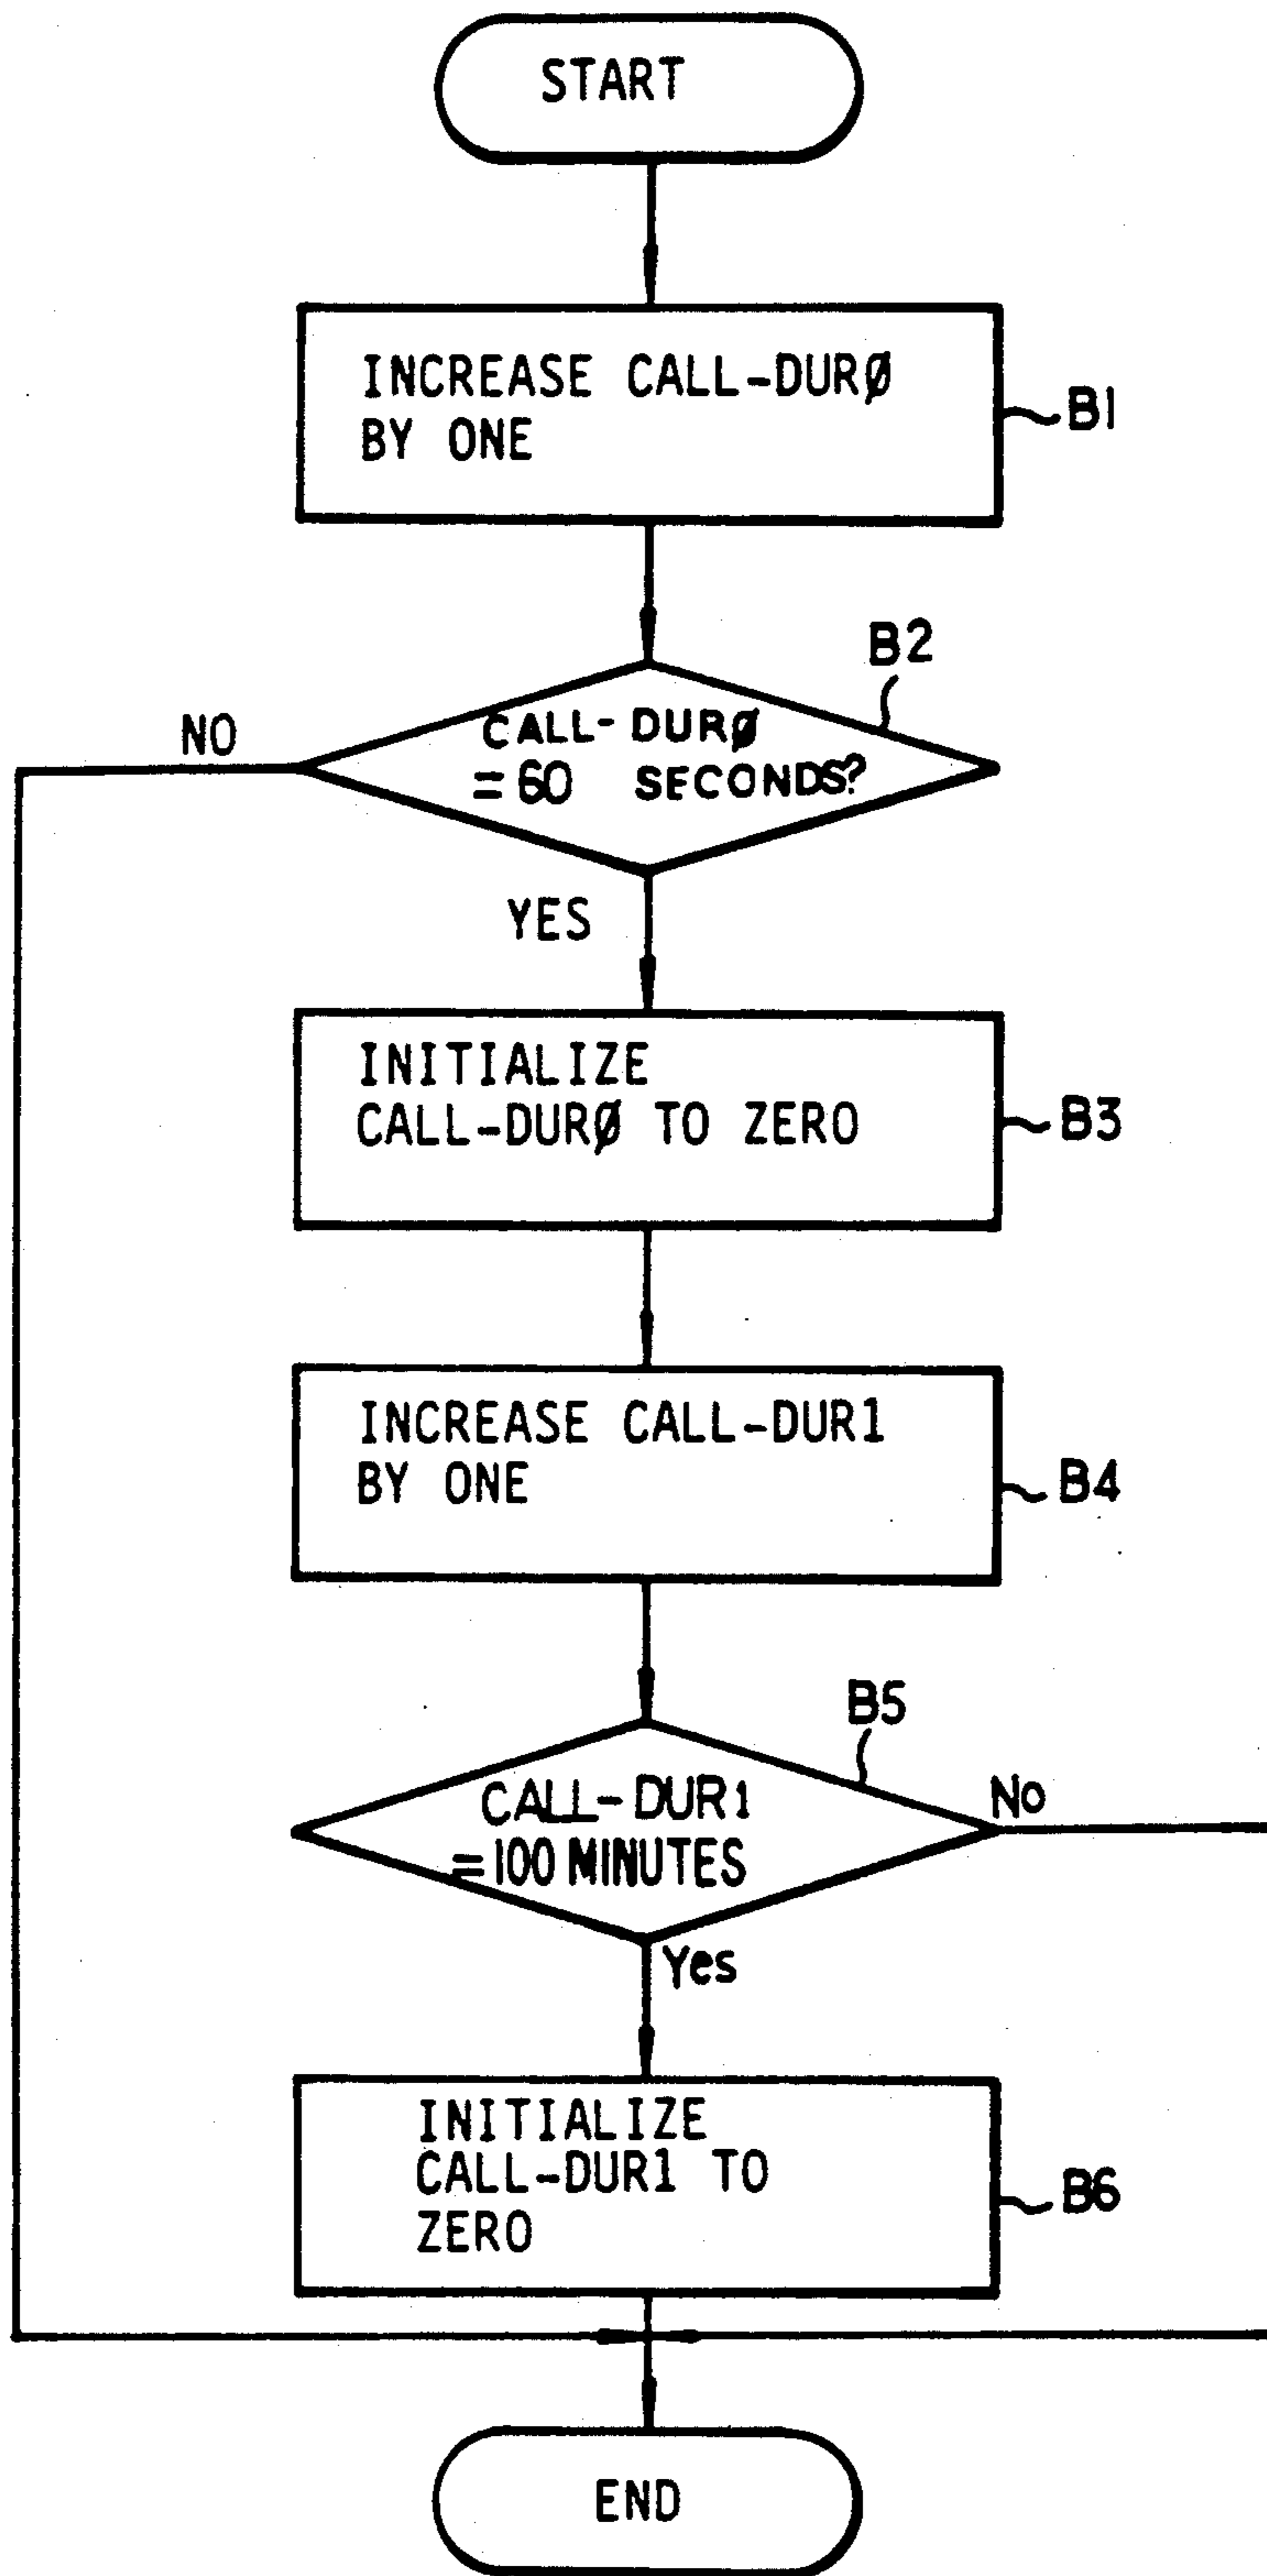 START
INCREASE CALL-DURØ
BY ONE
B1
B2
CALL-DURØ
= 60 SECONDS?
NO
YES
INITIALIZE
CALL-DURØ TO ZERO
B3
INCREASE CALL-DUR1
BY ONE
B4
B5
CALL-DUR1
=100 MINUTES
No
Yes
INITIALIZE
CALL-DUR1 TO
ZERO
B6
END